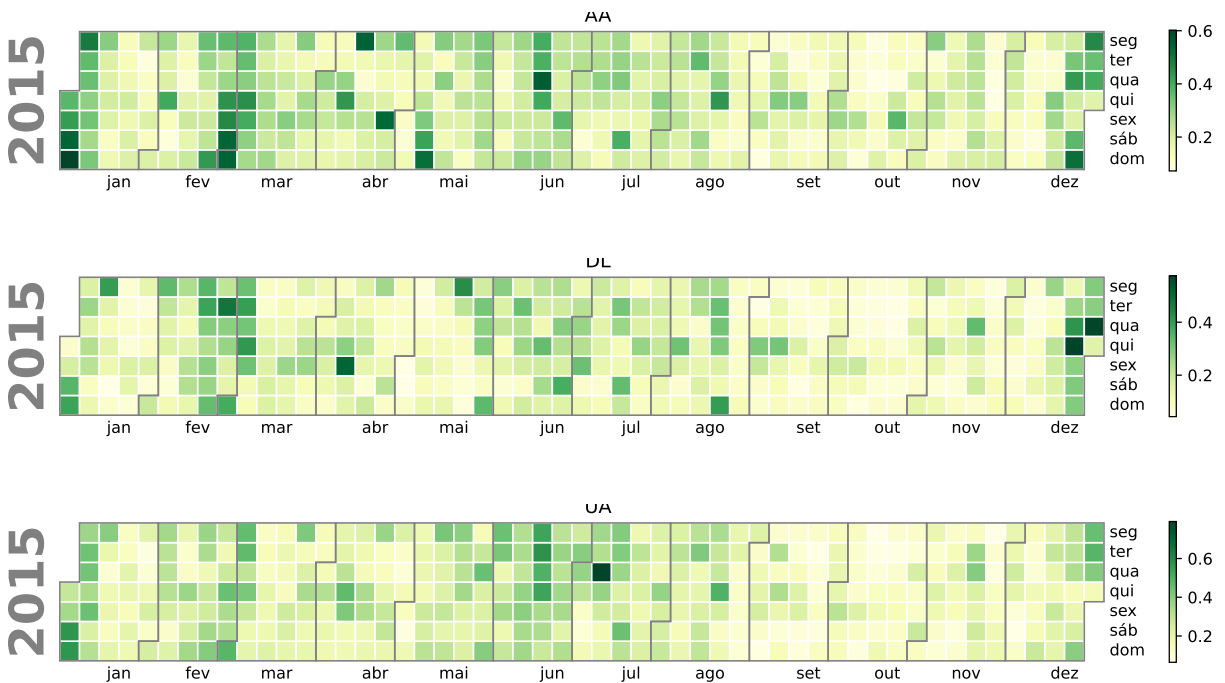 AA
2015
seg
ter
qua
qui
sex
sáb
dom
jan fev mar abr mai jun jul ago set out nov dez
0.6
0.4
0.2
DL
2015
seg
ter
qua
qui
sex
sáb
dom
jan fev mar abr mai jun jul ago set out nov dez
0.4
0.2
UA
2015
seg
ter
qua
qui
sex
sáb
dom
jan fev mar abr mai jun jul ago set out nov dez
0.6
0.4
0.2